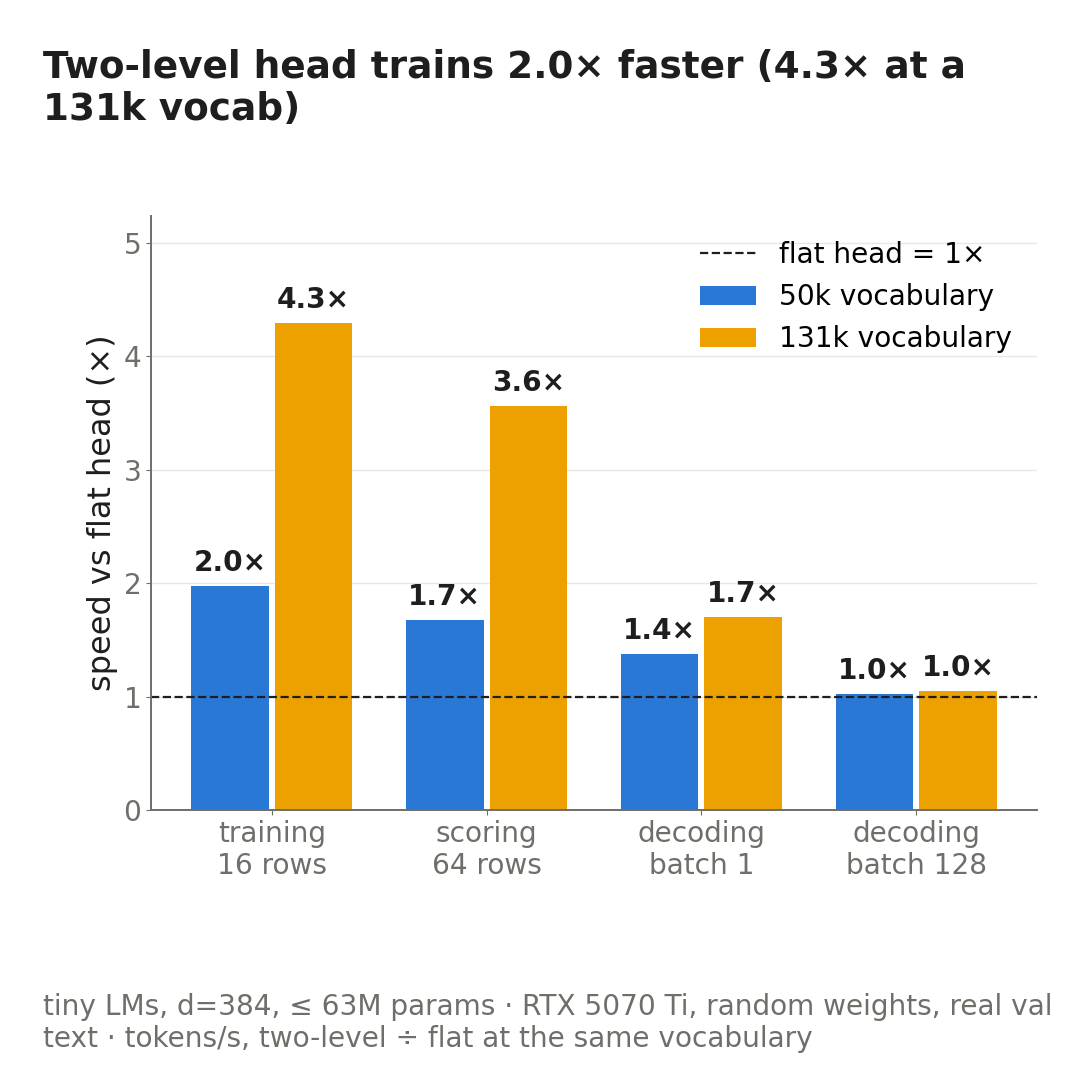 Two-level head trains 2.0× faster (4.3× at a
131k vocab)
speed vs flat head (×)
5
4
3
2
1
0
flat head = 1×
50k vocabulary
131k vocabulary
2.0×
4.3×
1.7×
3.6×
1.4×
1.7×
1.0×
1.0×
training
16 rows
scoring
64 rows
decoding
batch 1
decoding
batch 128
tiny LMs, d=384, ≤ 63M params · RTX 5070 Ti, random weights, real val
text · tokens/s, two-level ÷ flat at the same vocabulary